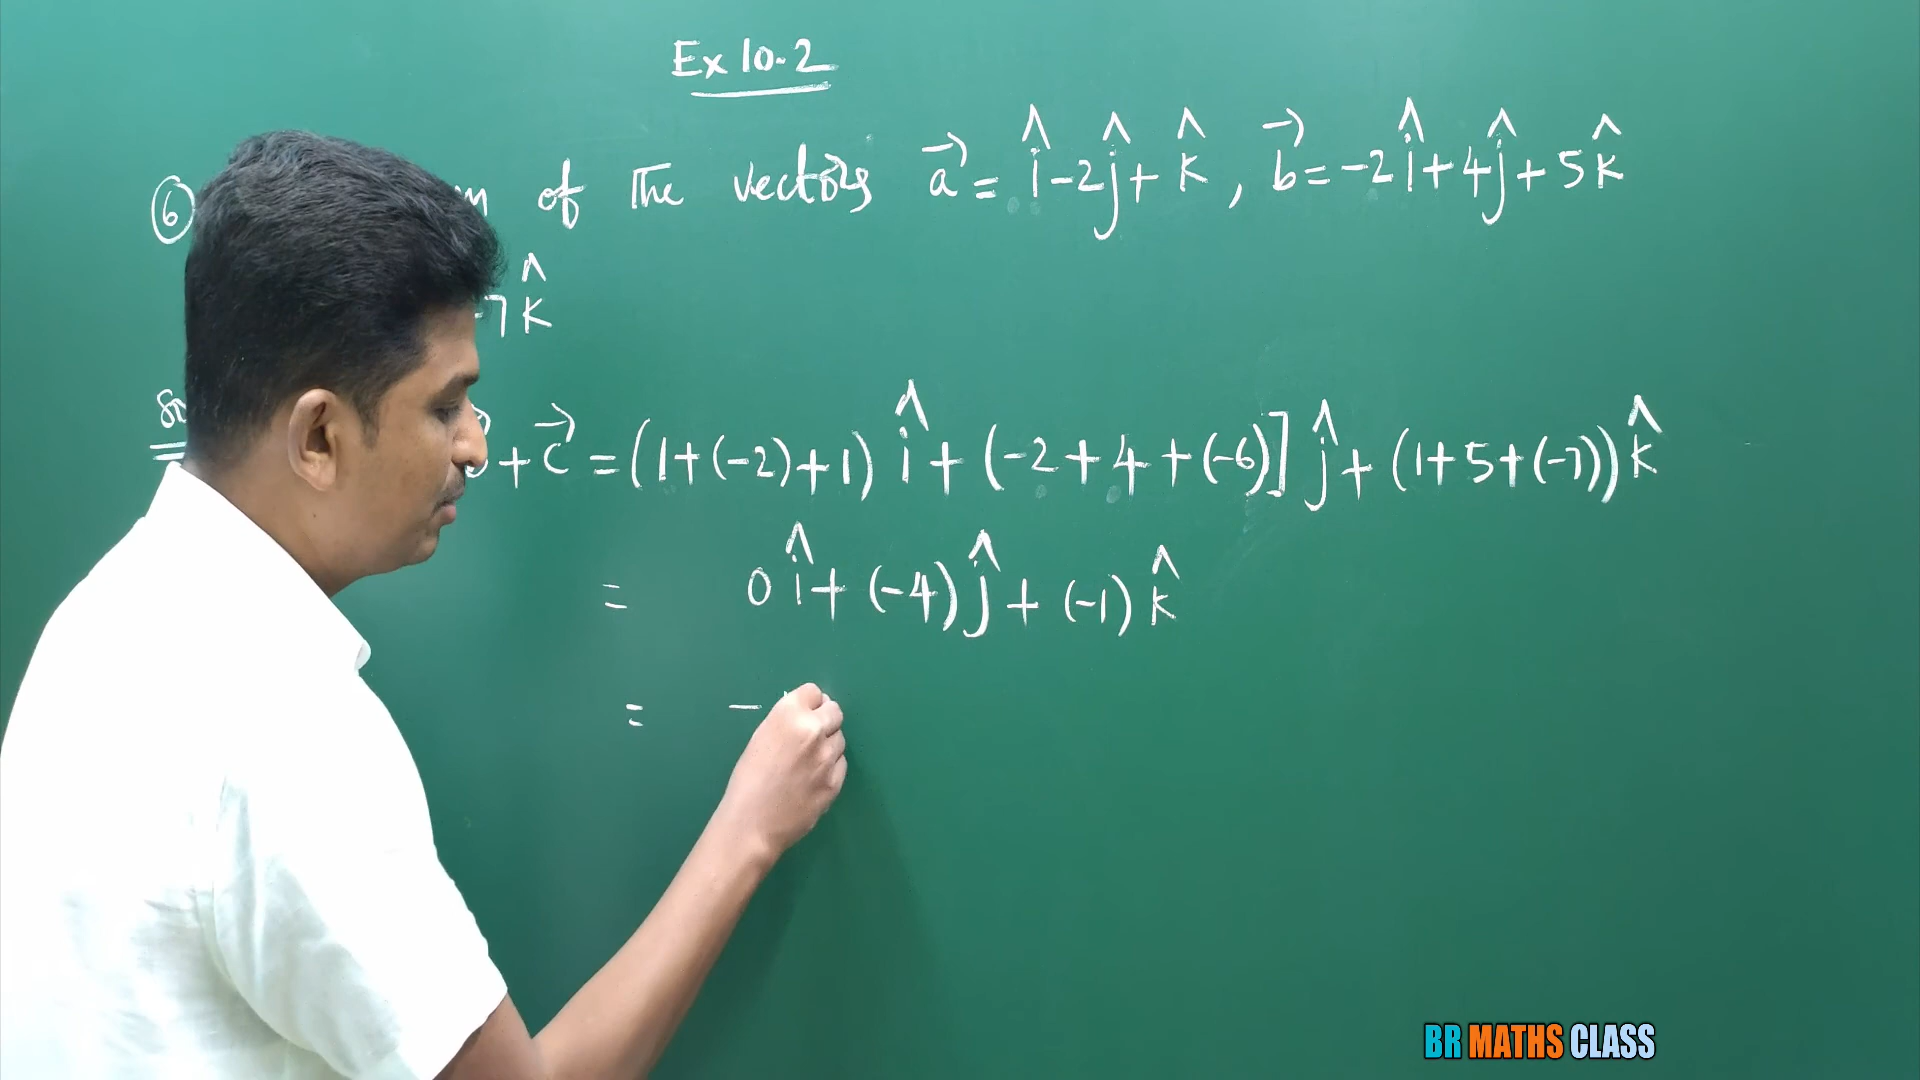 Ex 10.2
⑥ of the vectors a⃗ = î - 2ĵ + k̂, b⃗ = -2î + 4ĵ + 5k̂
-7k̂
+ c⃗ = (1+(-2)+1) î + (-2+4+(-6)] ĵ + (1+5+(-7)) k̂
= 0î + (-4)ĵ + (-1)k̂
= -
BR MATHS CLASS